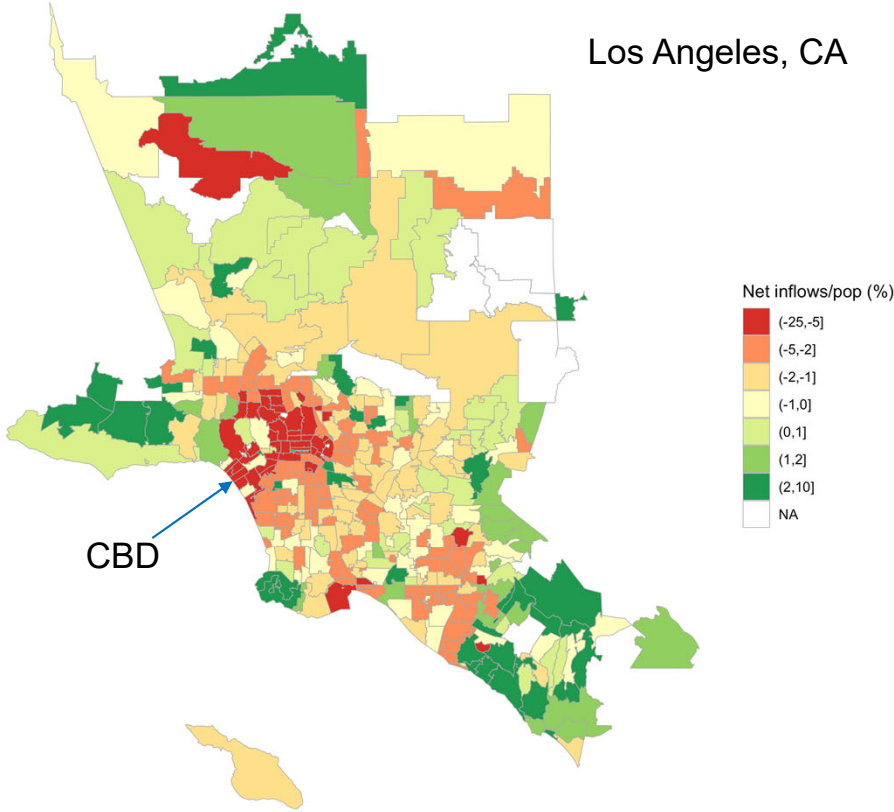 Los Angeles, CA
Net inflows/pop (%)
(-25,-5]
(-5,-2]
(-2,-1]
(-1,0]
(0,1]
(1,2]
(2,10]
NA
CBD